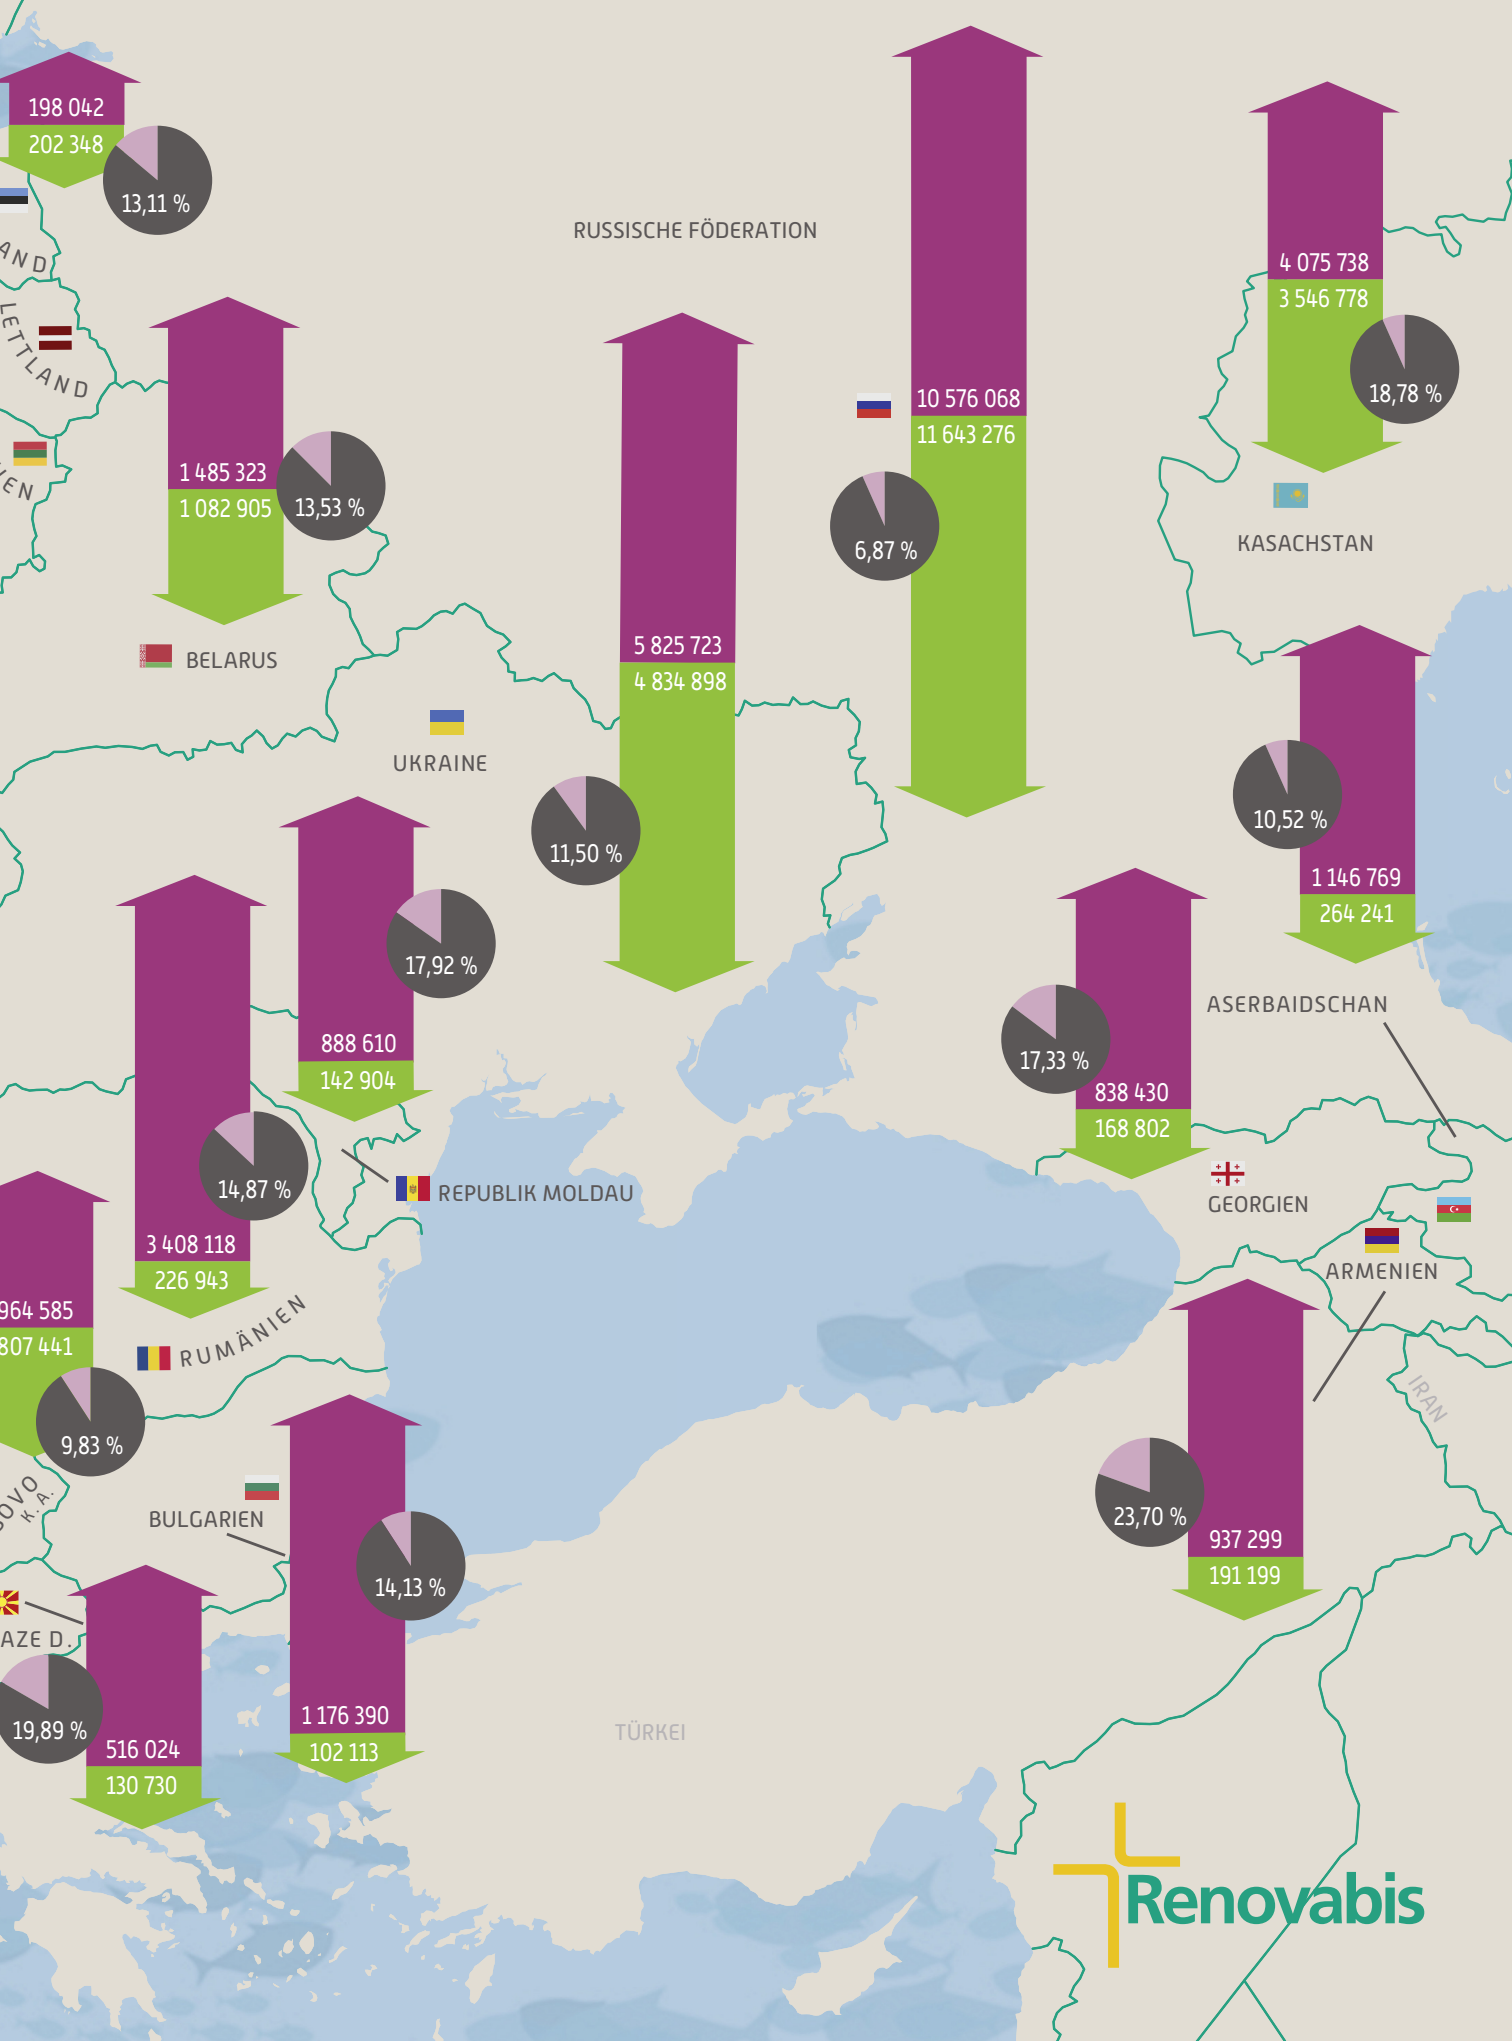 198 042
202 348
13,11 %
AND
LETTLAND
EN
RUSSISCHE FÖDERATION
4 075 738
3 546 778
18,78 %
KASACHSTAN
10 576 068
11 643 276
6,87 %
1 485 323
1 082 905
13,53 %
BELARUS
5 825 723
4 834 898
11,50 %
UKRAINE
10,52 %
1 146 769
264 241
ASERBAIDSCHAN
17,92 %
888 610
142 904
17,33 %
838 430
168 802
GEORGIEN
14,87 %
3 408 118
226 943
REPUBLIK MOLDAU
RUMÄNIEN
ARMENIEN
IRAN
964 585
807 441
9,83 %
OVO
K. A.
BULGARIEN
14,13 %
23,70 %
937 299
191 199
AZE D.
19,89 %
516 024
130 730
1 176 390
102 113
TÜRKEI
Renovabis